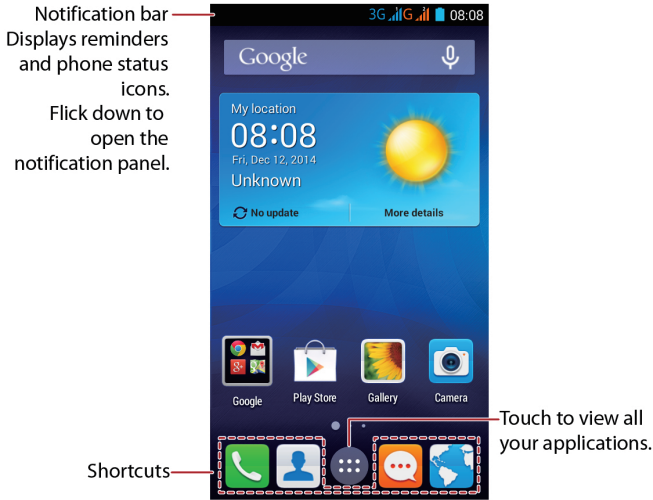 Notification bar
Displays reminders
and phone status
icons.
Flick down to
open the
notification panel.
3G G 08:08
Google
My location
08:08
Fri, Dec 12, 2014
Unknown
No update
More details
Google
Play Store
Gallery
Camera
Touch to view all
your applications.
Shortcuts